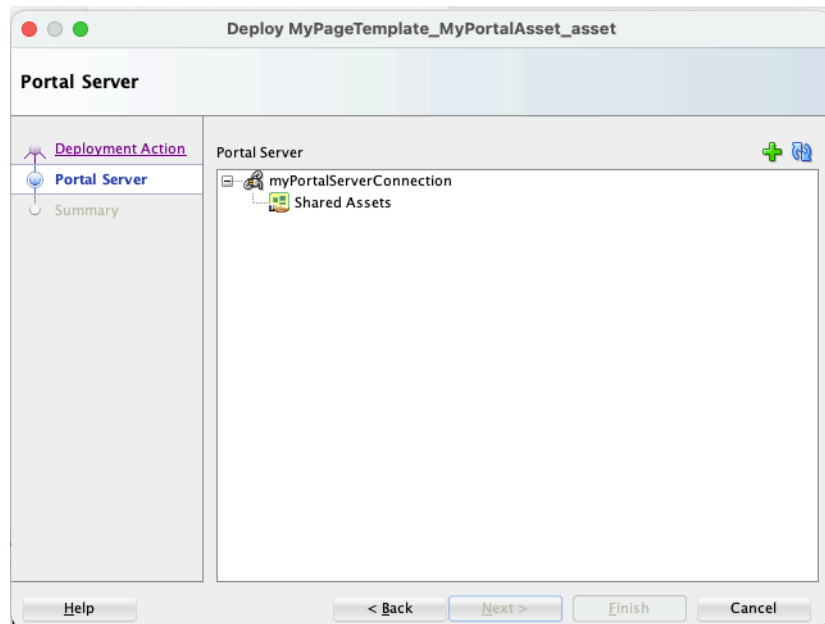 Deploy MyPageTemplate_MyPortalAsset_asset
Portal Server
Deployment Action
Portal Server
Summary
Portal Server
myPortalServerConnection
Shared Assets
Help
< Back
Next >
Finish
Cancel